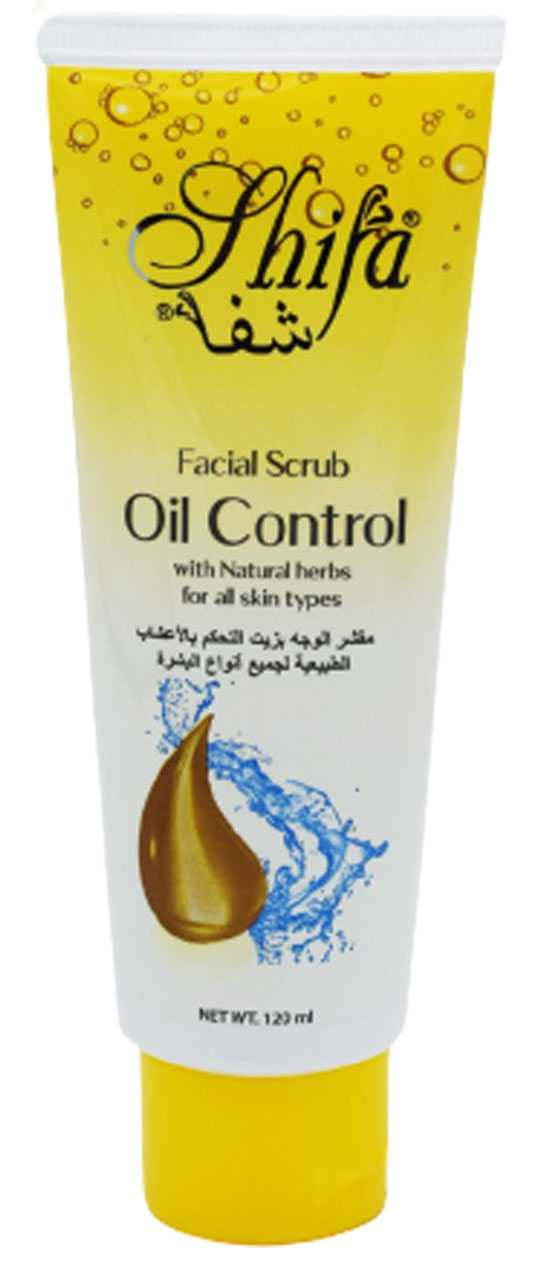 Shifa®
®شفا
Facial Scrub
Oil Control
with Natural herbs
for all skin types
مقشر الوجه بزيت التحكم بالأعشاب
الطبيعية لجميع أنواع البشرة
NET WT. 120 ml